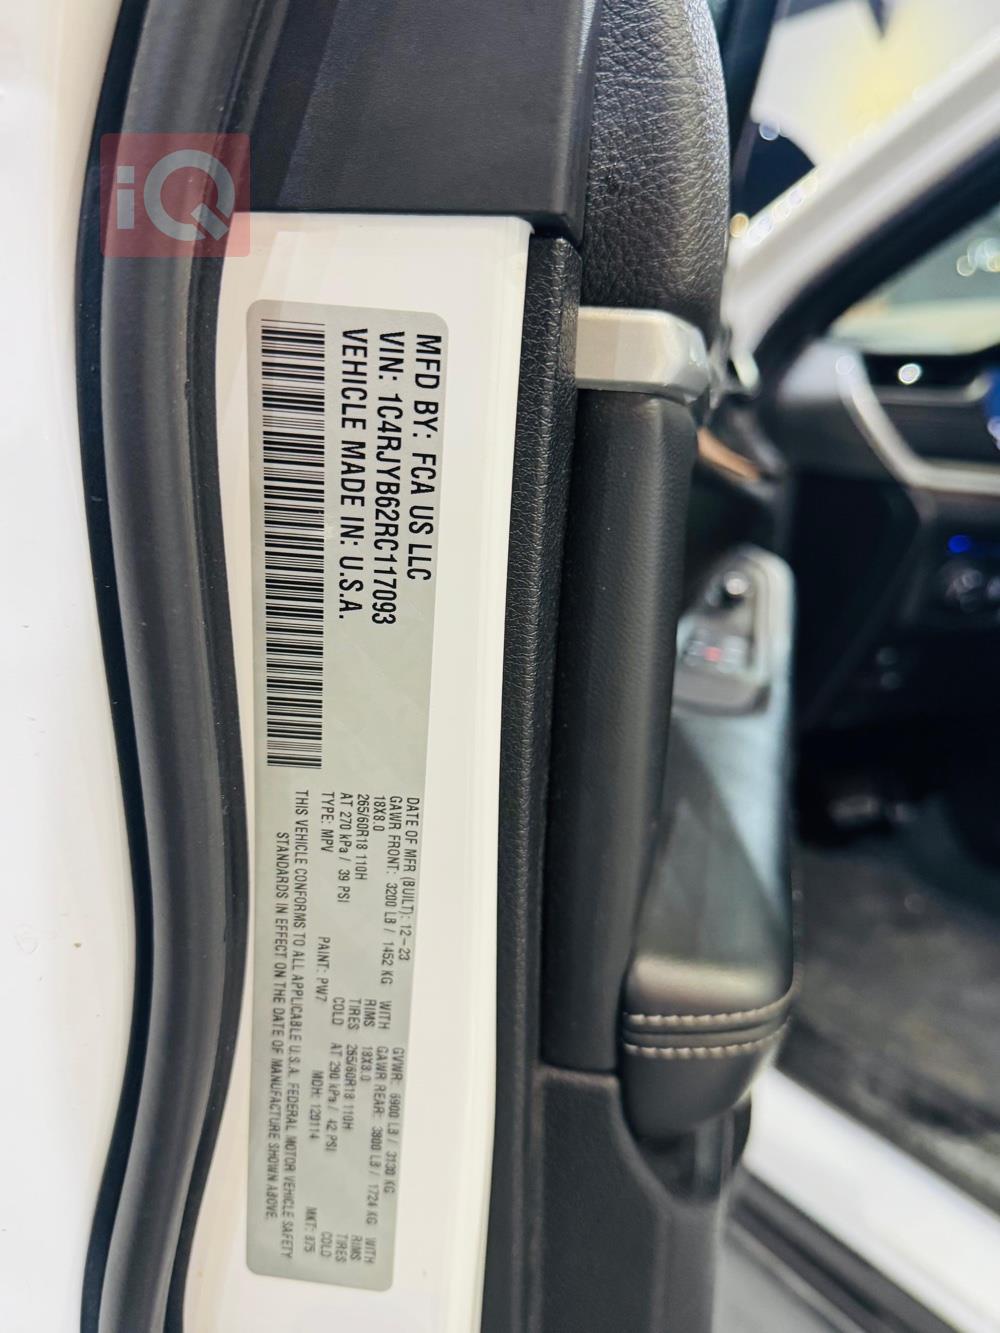 iQ
MFD BY: FCA US LLC
VIN: 1C4RJYB62RC117093
VEHICLE MADE IN: U.S.A.
DATE OF MFR (BUILT): 12-23 GVWR: 6900 LB / 3130 KG
GAWR FRONT: 3200 LB / 1452 KG WITH GAWR REAR: 3800 LB / 1724 KG WITH
18X8.0 RIMS 18X8.0 RIMS
265/60R18 110H TIRES 265/60R18 110H TIRES
AT 270 kPa / 39 PSI COLD AT 290 kPa / 42 PSI COLD
TYPE: MPV PAINT: PW7 MDH: 120114 MKT: 875
THIS VEHICLE CONFORMS TO ALL APPLICABLE U.S.A. FEDERAL MOTOR VEHICLE SAFETY
STANDARDS IN EFFECT ON THE DATE OF MANUFACTURE SHOWN ABOVE.